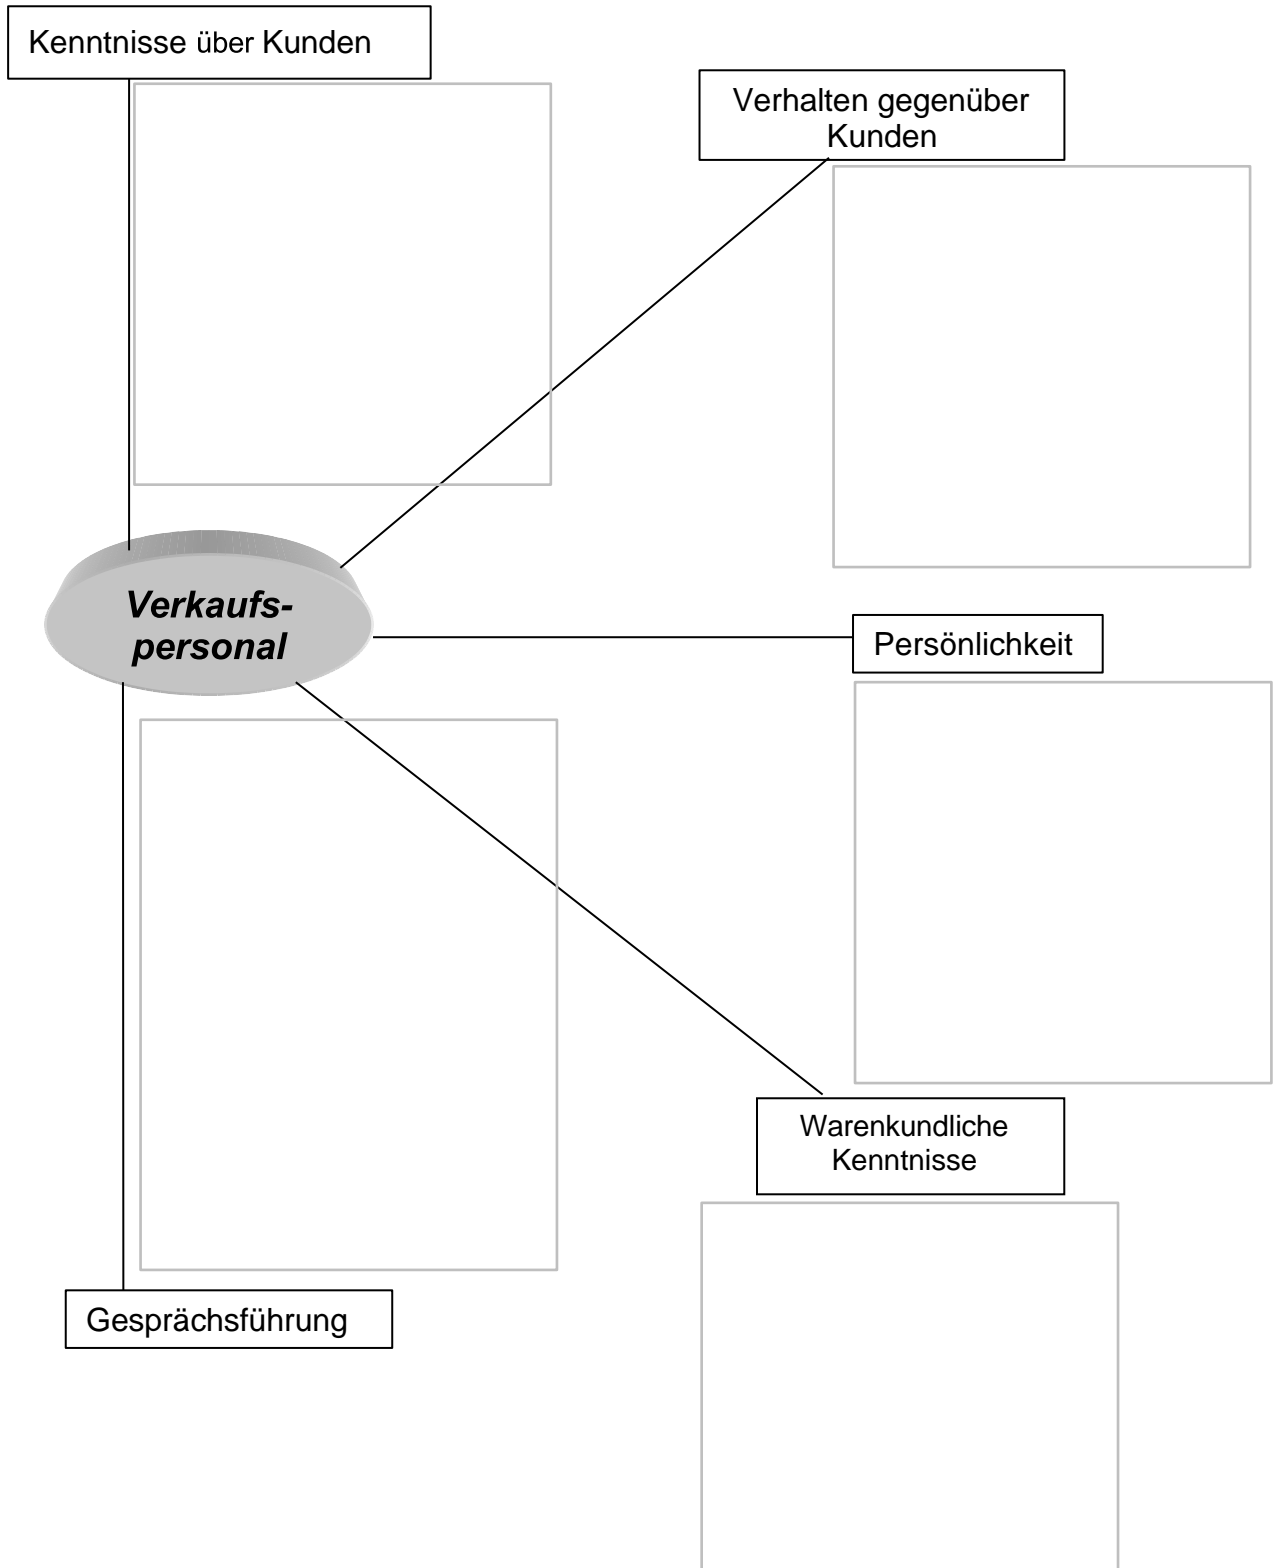 Kenntnisse über Kunden
Verhalten gegenüber
Kunden
Verkaufs-
personal
Persönlichkeit
Warenkundliche
Kenntnisse
Gesprächsführung